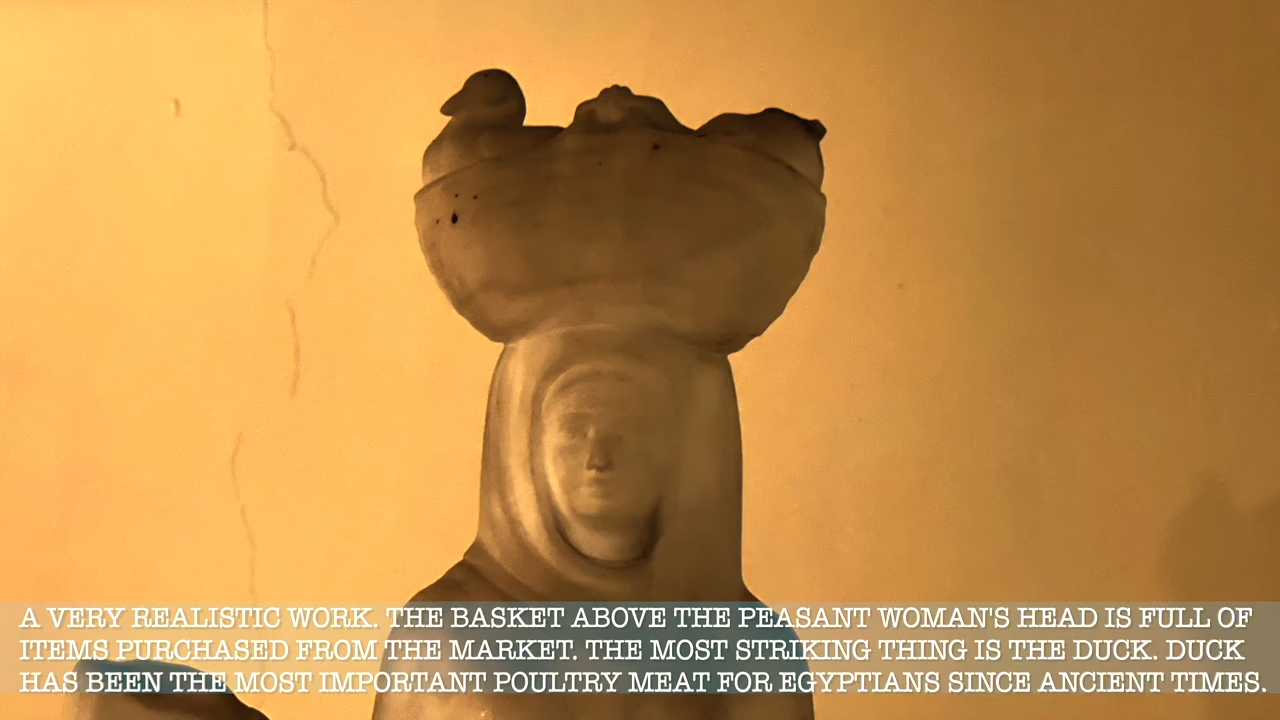 A VERY REALISTIC WORK. THE BASKET ABOVE THE PEASANT WOMAN'S HEAD IS FULL OF
ITEMS PURCHASED FROM THE MARKET. THE MOST STRIKING THING IS THE DUCK. DUCK
HAS BEEN THE MOST IMPORTANT POULTRY MEAT FOR EGYPTIANS SINCE ANCIENT TIMES.